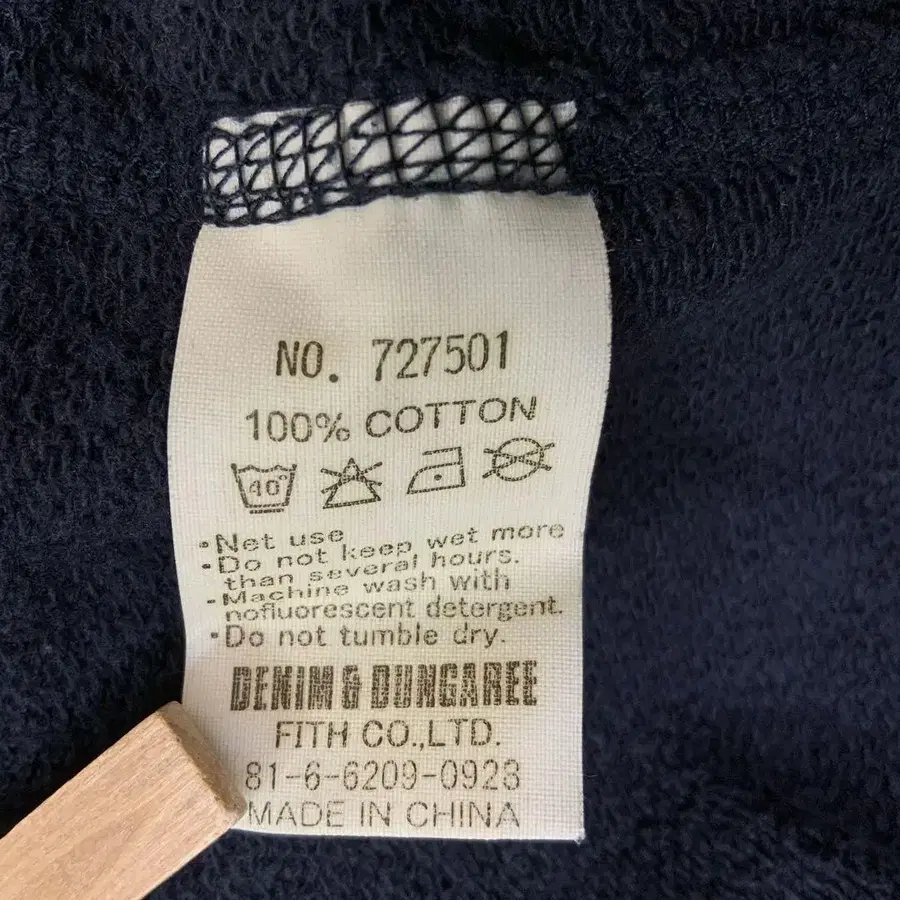 NO. 727501
100% COTTON
40°
·Net use
·Do not keep wet more
than several hours.
-Machine wash with
nofluorescent detergent.
·Do not tumble dry.
DENIM & DUNGAREE
FITH CO.,LTD.
81-6-6209-0928
MADE IN CHINA